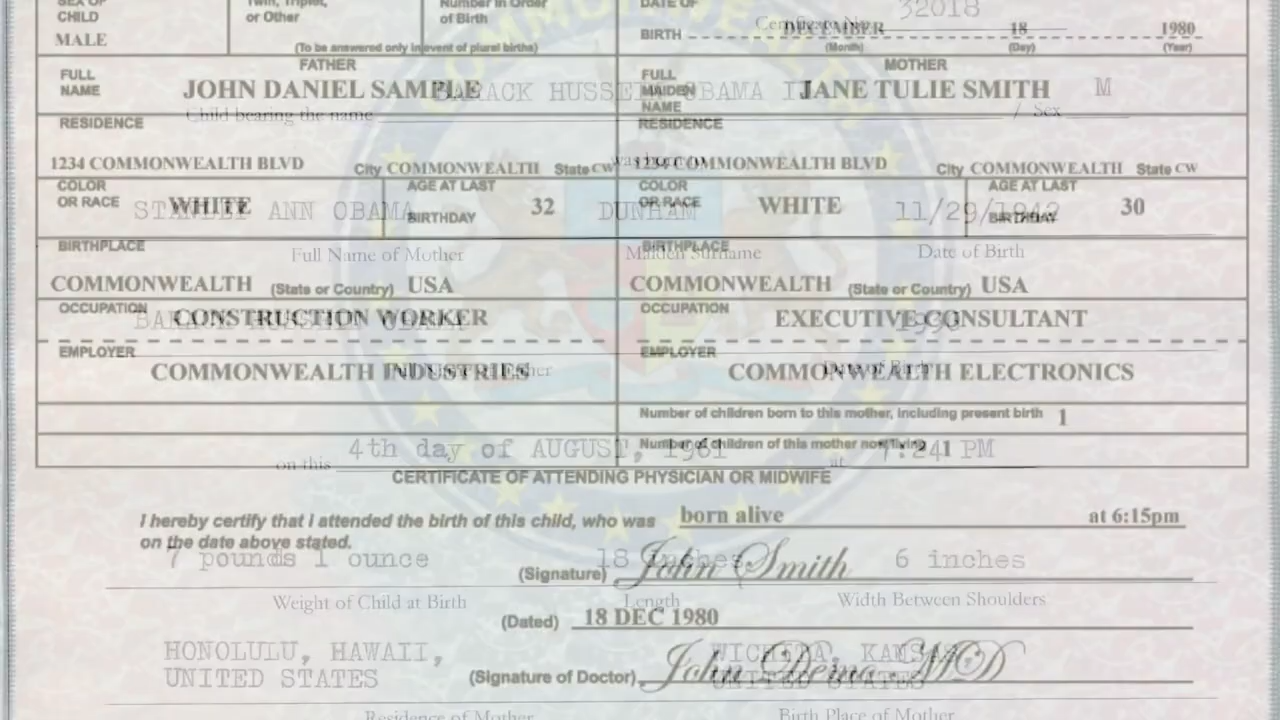 SEX OF Twin, Triplet, Number in Order DATE OF 32018
CHILD or Other of Birth BIRTH DECEMBER 18 1980
MALE (To be answered only in event of plural births) (Month) (Day) (Year)
FATHER MOTHER
FULL NAME JOHN DANIEL SAMPLE FULL MAIDEN NAME JANE TULIE SMITH
BARACK HUSSEIN OBAMA II M
Child bearing the name / Sex
RESIDENCE RESIDENCE
1234 COMMONWEALTH BLVD City COMMONWEALTH State CW 1234 COMMONWEALTH BLVD City COMMONWEALTH State CW
COLOR OR RACE WHITE AGE AT LAST BIRTHDAY 32 COLOR OR RACE WHITE AGE AT LAST BIRTHDAY 30
STANLEY ANN OBAMA DUNHAM 11/29/1942
BIRTHPLACE BIRTHPLACE
Full Name of Mother Maiden Surname Date of Birth
COMMONWEALTH (State or Country) USA COMMONWEALTH (State or Country) USA
OCCUPATION CONSTRUCTION WORKER OCCUPATION EXECUTIVE CONSULTANT
BARACK HUSSEIN OBAMA
EMPLOYER EMPLOYER
COMMONWEALTH INDUSTRIES COMMONWEALTH ELECTRONICS
Date of Birth
Number of children born to this mother, including present birth 1
Number of children of this mother now living 1
on this 4th day of AUGUST, 1961 at 7:24 PM
CERTIFICATE OF ATTENDING PHYSICIAN OR MIDWIFE
I hereby certify that I attended the birth of this child, who was born alive at 6:15pm
on the date above stated.
7 pounds 1 ounce 18 inches 6 inches
(Signature) John Smith
Weight of Child at Birth Length Width Between Shoulders
(Dated) 18 DEC 1980
HONOLULU, HAWAII, WICHITA, KANSAS
UNITED STATES UNITED STATES
(Signature of Doctor) John Deina, MD
Residence of Mother Birth Place of Mother